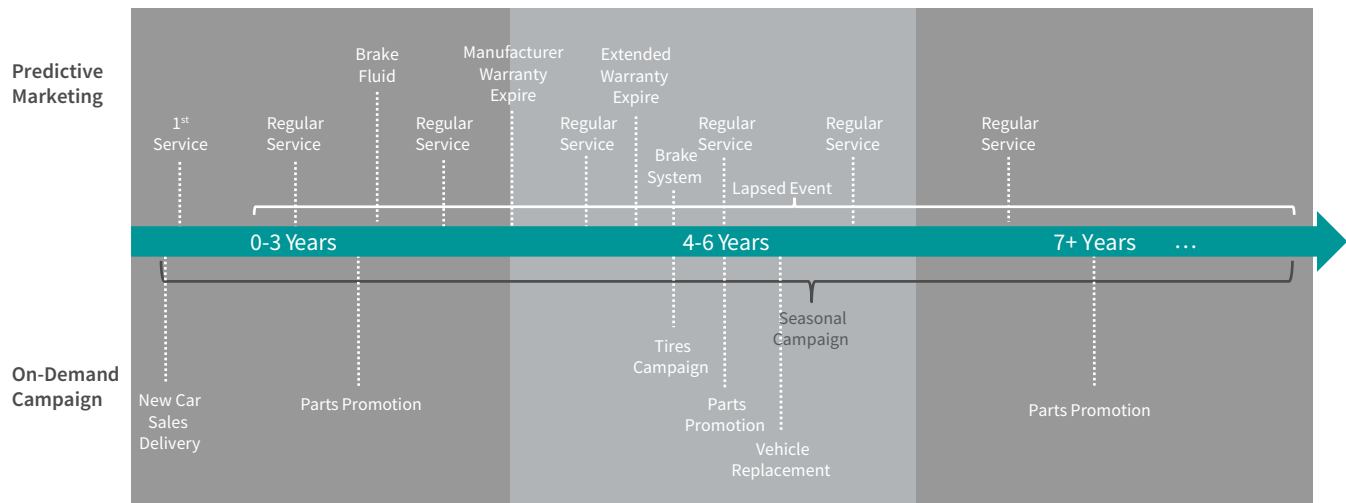 Predictive
Marketing
1st
Service
Regular
Service
Brake
Fluid
Regular
Service
Manufacturer
Warranty
Expire
Regular
Service
Extended
Warranty
Expire
Brake
System
Regular
Service
Lapsed Event
Regular
Service
Regular
Service
0-3 Years
4-6 Years
7+ Years
...
On-Demand
Campaign
New Car
Sales
Delivery
Parts Promotion
Tires
Campaign
Parts
Promotion
Vehicle
Replacement
Seasonal
Campaign
Parts Promotion